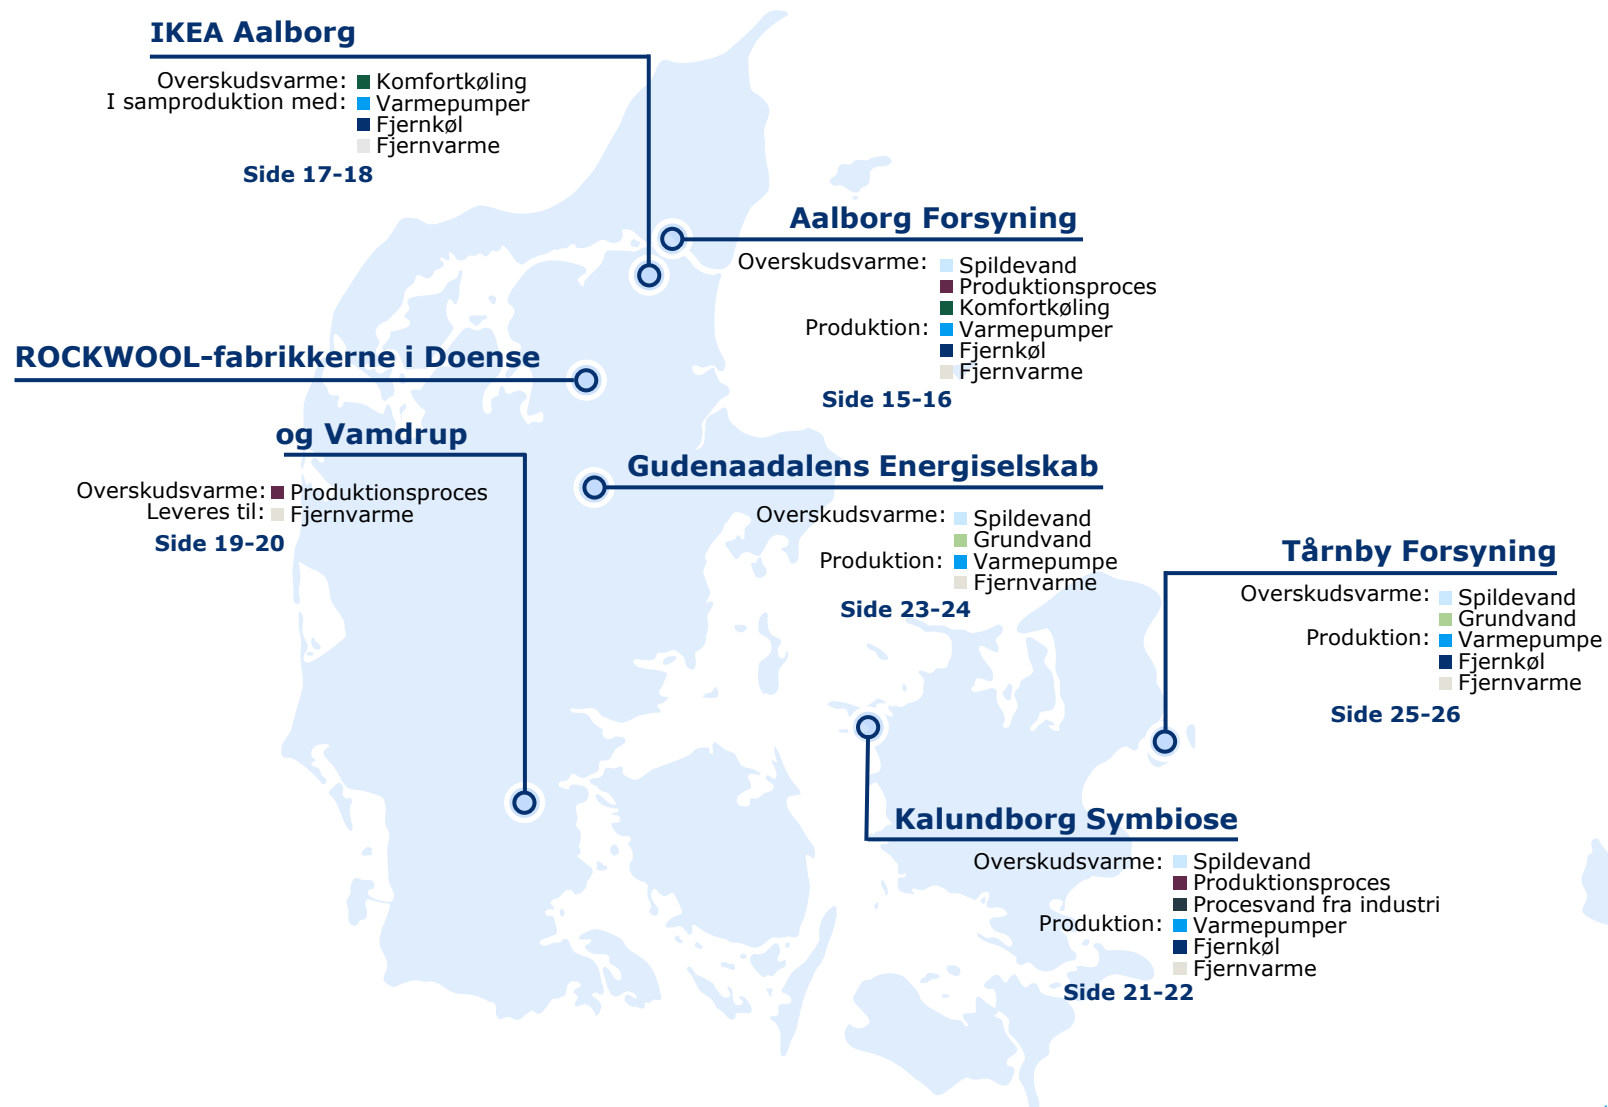 IKEA Aalborg
Overskudsvarme: Komfortkøling
I samproduktion med: Varmepumper
Fjernkøl
Fjernvarme
Side 17-18
Aalborg Forsyning
Overskudsvarme: Spildevand
Produktionsproces
Komfortkøling
Produktion: Varmepumper
Fjernkøl
Fjernvarme
Side 15-16
ROCKWOOL-fabrikkerne i Doense
og Vamdrup
Overskudsvarme: Produktionsproces
Leveres til: Fjernvarme
Side 19-20
Gudenaadalens Energiselskab
Overskudsvarme: Spildevand
Grundvand
Produktion: Varmepumpe
Fjernvarme
Side 23-24
Tårnby Forsyning
Overskudsvarme: Spildevand
Grundvand
Produktion: Varmepumpe
Fjernkøl
Fjernvarme
Side 25-26
Kalundborg Symbiose
Overskudsvarme: Spildevand
Produktionsproces
Procesvand fra industri
Produktion: Varmepumper
Fjernkøl
Fjernvarme
Side 21-22